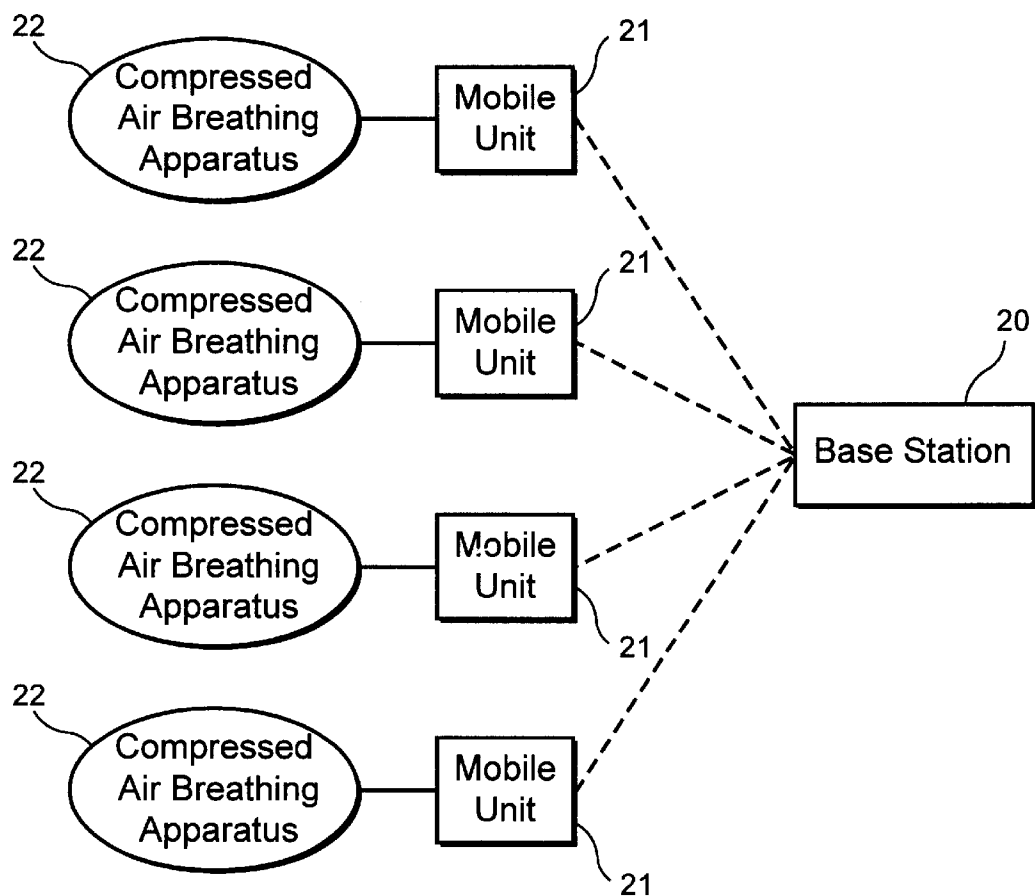 22
Compressed
Air Breathing
Apparatus
21
Mobile
Unit
22
Compressed
Air Breathing
Apparatus
21
Mobile
Unit
20
Base Station
22
Compressed
Air Breathing
Apparatus
Mobile
Unit
21
22
Compressed
Air Breathing
Apparatus
Mobile
Unit
21